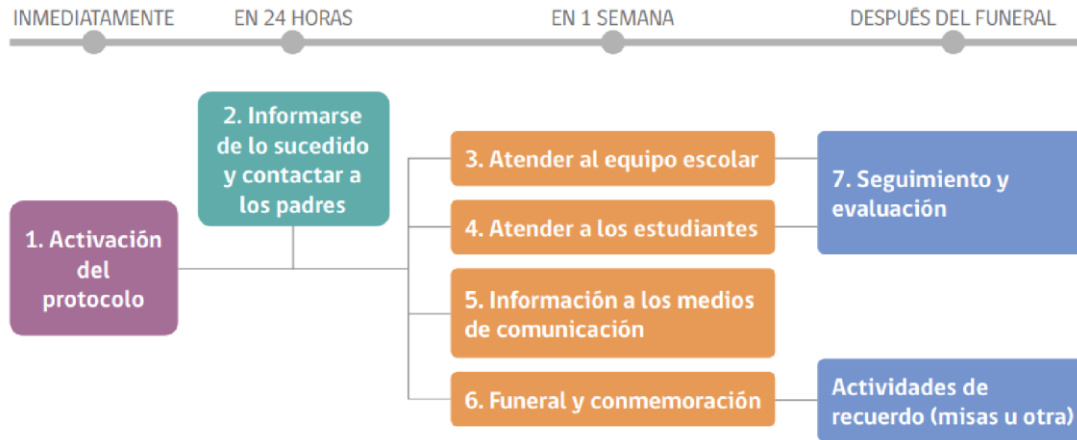 INMEDIATAMENTE
EN 24 HORAS
EN 1 SEMANA
DESPUÉS DEL FUNERAL
1. Activación
del
protocolo
2. Informarse
de lo sucedido
y contactar a
los padres
3. Atender al equipo escolar
4. Atender a los estudiantes
5. Información a los medios
de comunicación
6. Funeral y conmemoración
7. Seguimiento y
evaluación
Actividades de
recuerdo (misas u otra)